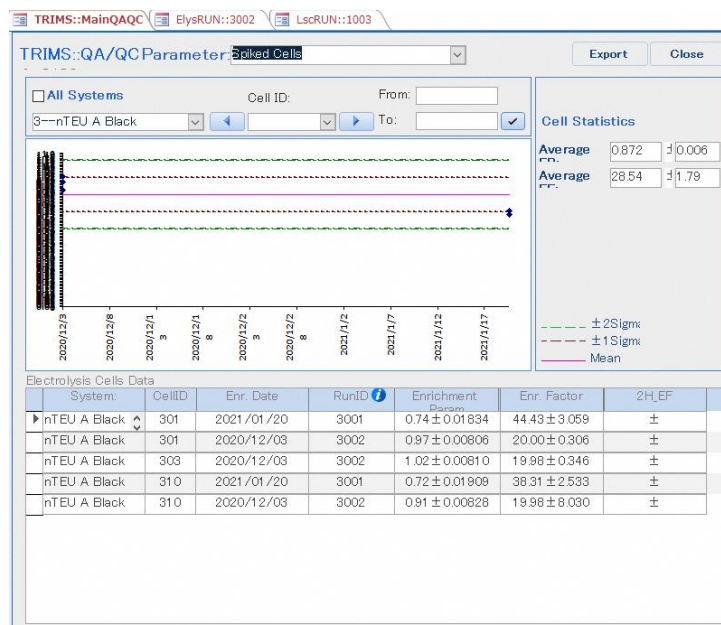 TRIMS::MainQAQC ElysRUN::3002 LscRUN::1003
TRIMS::QA/QC Parameter: Spiked Cells Export Close
All Systems Cell ID: From:
3--nTEU A Black To:
Cell Statistics
Average 0.872 ± 0.006
Average 28.54 ± 1.79
2020/12/3
2020/12/8
2020/12/1
3
2020/12/1
8
2020/12/2
3
2020/12/2
8
2021/1/2
2021/1/7
2021/1/12
2021/1/17
±2Sigma
±1Sigma
Mean
Electrolysis Cells Data
System: CellID Enr. Date RunID Enrichment Param Enr. Factor 2H_EF
nTEU A Black 301 2021/01/20 3001 0.74±0.01834 44.43±3.059 ±
nTEU A Black 301 2020/12/03 3002 0.97±0.00806 20.00±0.306 ±
nTEU A Black 303 2020/12/03 3002 1.02±0.00810 19.98±0.346 ±
nTEU A Black 310 2021/01/20 3001 0.72±0.01909 38.31±2.533 ±
nTEU A Black 310 2020/12/03 3002 0.91±0.00828 19.98±8.030 ±